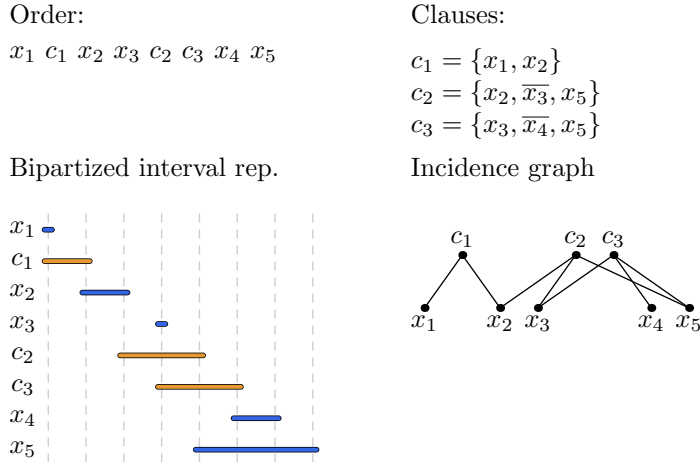 Order:
x₁ c₁ x₂ x₃ c₂ c₃ x₄ x₅
Clauses:
c₁ = {x₁, x₂}
c₂ = {x₂, x̅₃, x₅}
c₃ = {x₃, x̅₄, x₅}
Bipartized interval rep.
x₁
c₁
x₂
x₃
c₂
c₃
x₄
x₅
Incidence graph
c₁ c₂ c₃
x₁ x₂ x₃ x₄ x₅